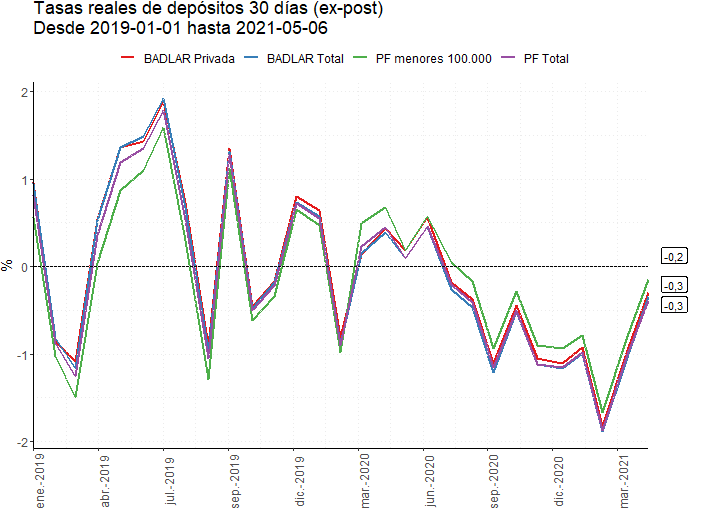 Tasas reales de depósitos 30 días (ex-post)
Desde 2019-01-01 hasta 2021-05-06
BADLAR Privada BADLAR Total PF menores 100.000 PF Total
%
2
1
0
-1
-2
-0,2
-0,3
-0,3
ene.-2019
abr.-2019
jul.-2019
sep.-2019
dic.-2019
mar.-2020
jun.-2020
sep.-2020
dic.-2020
mar.-2021